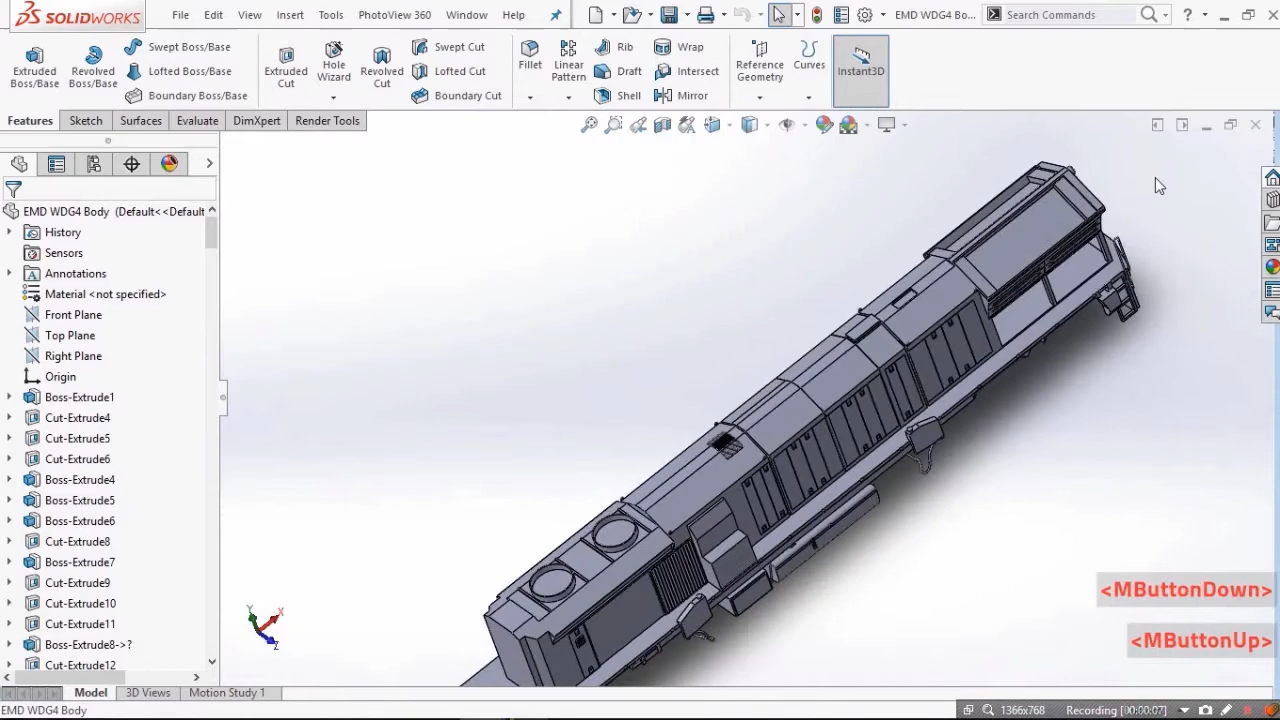 SOLIDWORKS File Edit View Insert Tools PhotoView 360 Window Help EMD WDG4 Bo... Search Commands ?
Extruded Boss/Base
Revolved Boss/Base
Swept Boss/Base
Lofted Boss/Base
Boundary Boss/Base
Extruded Cut
Hole Wizard
Revolved Cut
Swept Cut
Lofted Cut
Boundary Cut
Fillet
Linear Pattern
Rib
Draft
Shell
Wrap
Intersect
Mirror
Reference Geometry
Curves
Instant3D
Features Sketch Surfaces Evaluate DimXpert Render Tools
EMD WDG4 Body (Default<<Default
History
Sensors
Annotations
Material <not specified>
Front Plane
Top Plane
Right Plane
Origin
Boss-Extrude1
Cut-Extrude4
Cut-Extrude5
Cut-Extrude6
Boss-Extrude4
Boss-Extrude5
Boss-Extrude6
Cut-Extrude8
Boss-Extrude7
Cut-Extrude9
Cut-Extrude10
Cut-Extrude11
Boss-Extrude8->?
Cut-Extrude12
Y X Z
<MButtonDown>
<MButtonUp>
Model 3D Views Motion Study 1
EMD WDG4 Body 1366x768 Recording [00:00:07]